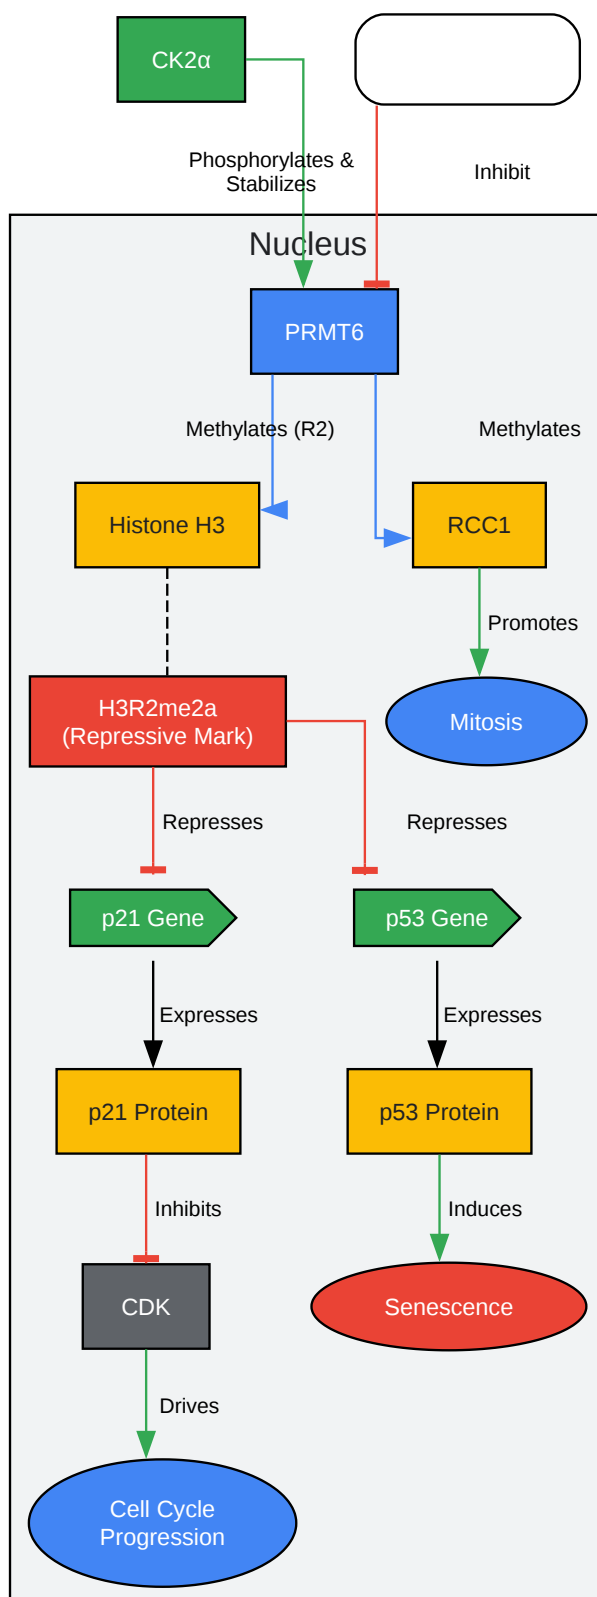 CK2α
Phosphorylates &
Stabilizes
Inhibit
Nucleus
PRMT6
Methylates (R2)
Methylates
Histone H3
RCC1
Promotes
H3R2me2a
(Repressive Mark)
Mitosis
Represses
Represses
p21 Gene
p53 Gene
Expresses
Expresses
p21 Protein
p53 Protein
Inhibits
Induces
CDK
Senescence
Drives
Cell Cycle
Progression